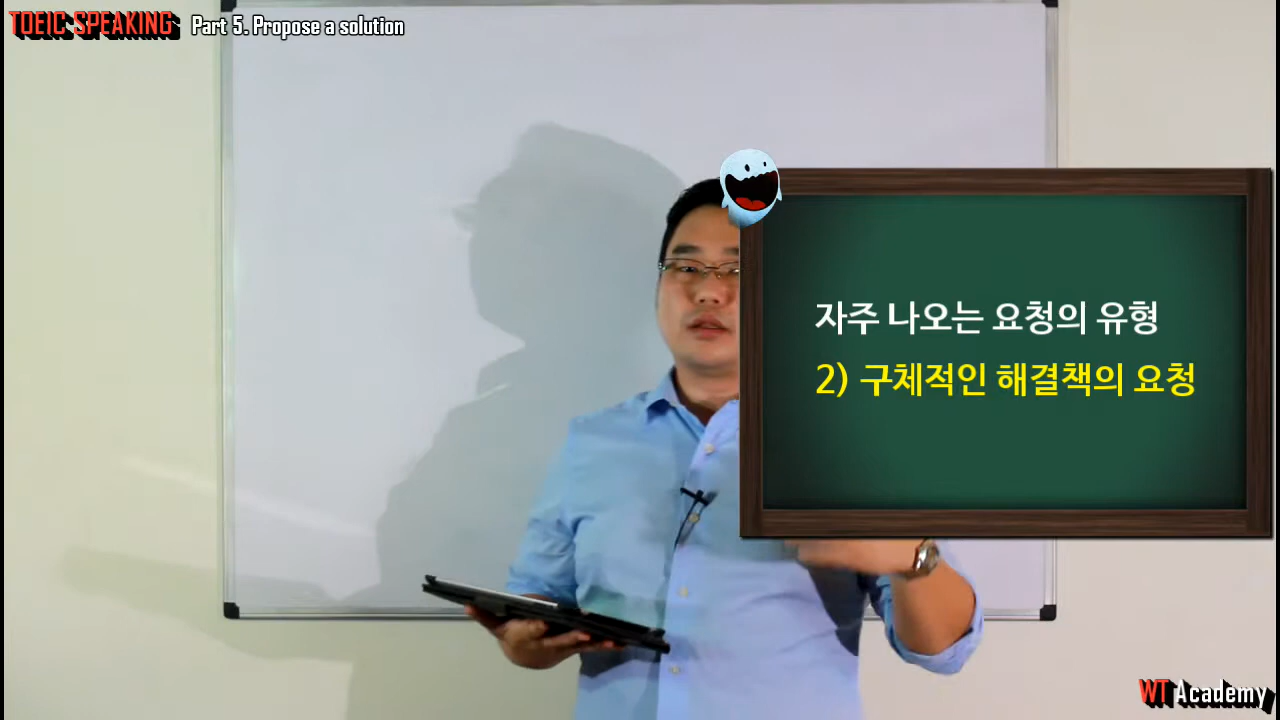 TOEIC SPEAKING Part 5. Propose a solution
자주 나오는 요청의 유형
2) 구체적인 해결책의 요청
WT Academy